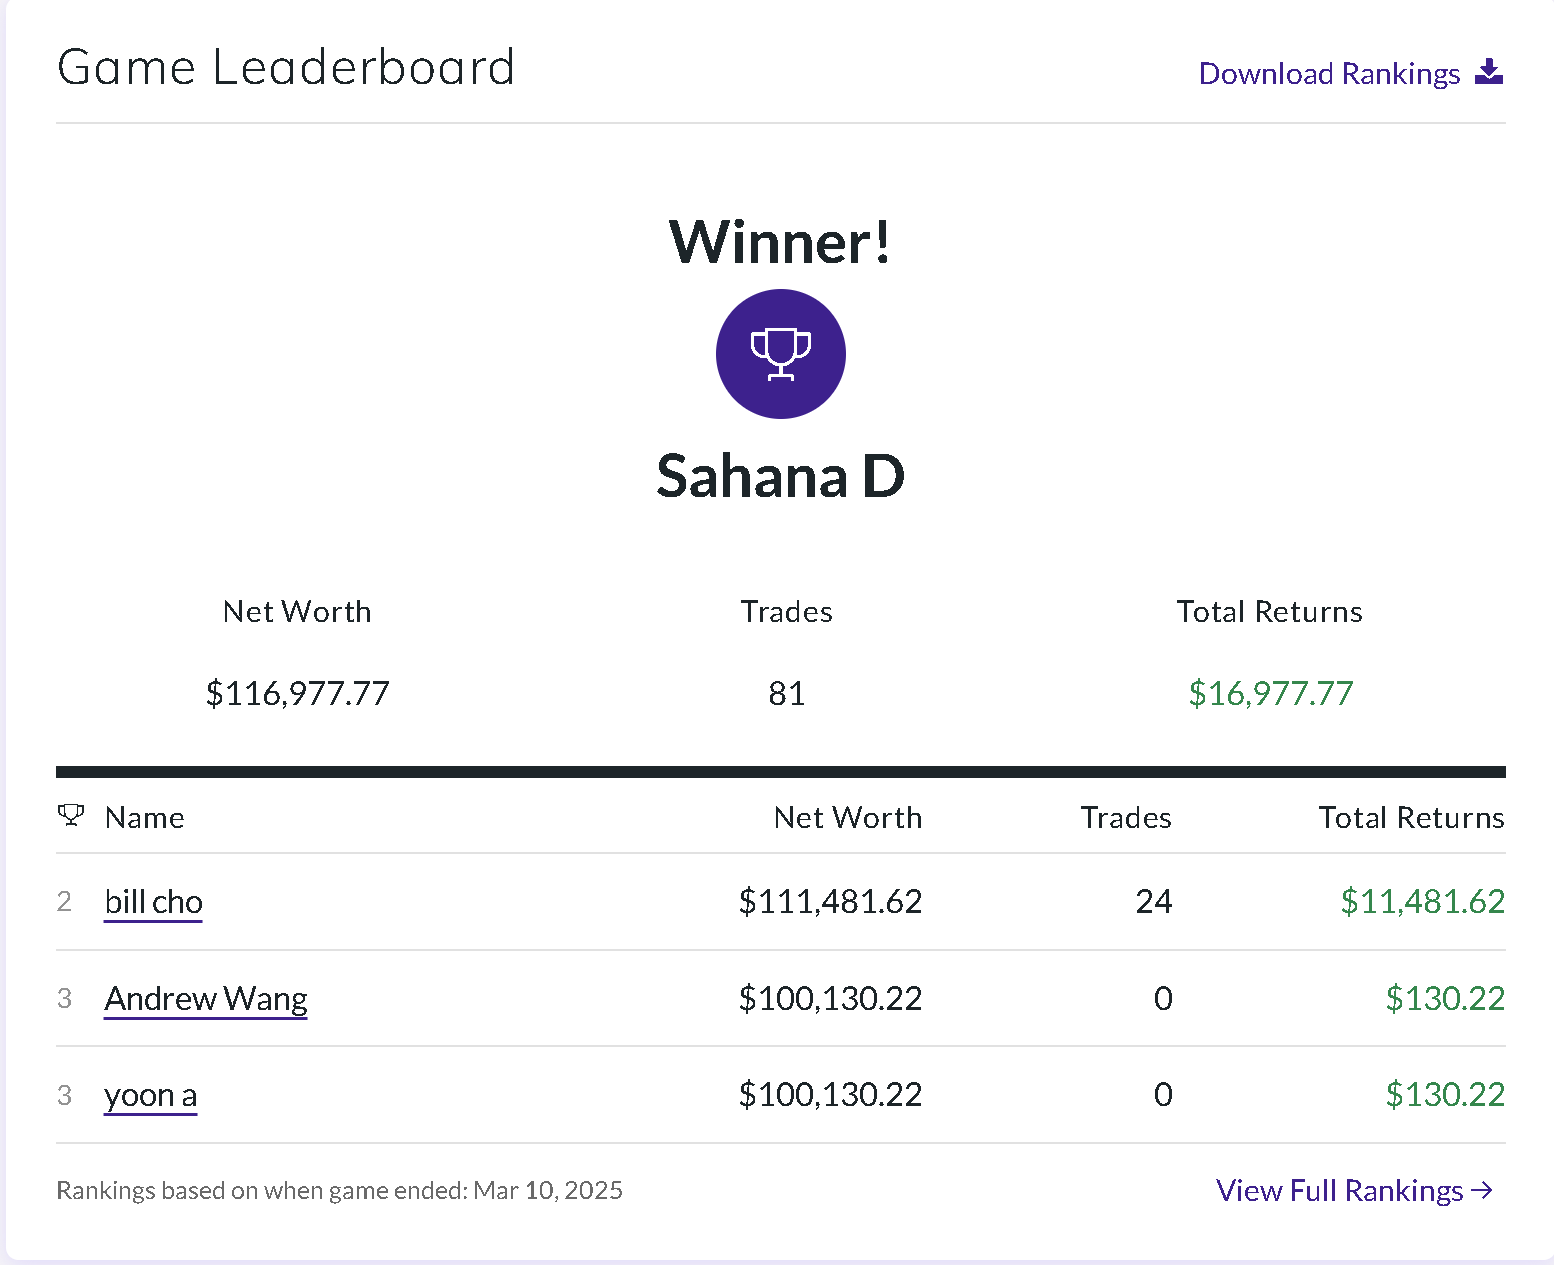 Game Leaderboard
Download Rankings
Winner!
Sahana D
Net Worth Trades Total Returns
$116,977.77 81 $16,977.77
Name Net Worth Trades Total Returns
2 bill cho $111,481.62 24 $11,481.62
3 Andrew Wang $100,130.22 0 $130.22
3 yoon a $100,130.22 0 $130.22
Rankings based on when game ended: Mar 10, 2025
View Full Rankings →